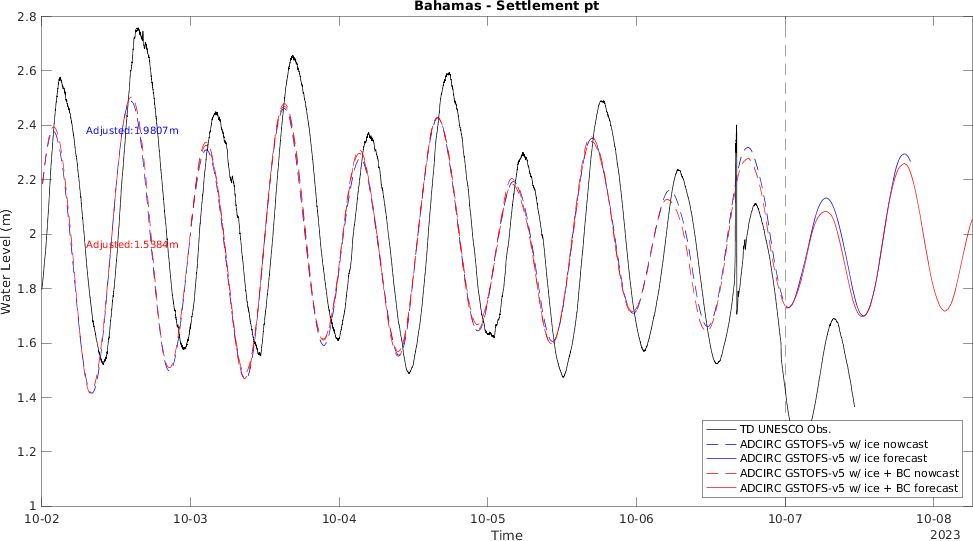 Bahamas - Settlement pt
2.8
2.6
2.4
2.2
2
1.8
1.6
1.4
1.2
1
Water Level (m)
Adjusted:1.9807m
Adjusted:1.5384m
TD UNESCO Obs.
ADCIRC GSTOFS-v5 w/ ice nowcast
ADCIRC GSTOFS-v5 w/ ice forecast
ADCIRC GSTOFS-v5 w/ ice + BC nowcast
ADCIRC GSTOFS-v5 w/ ice + BC forecast
10-02 10-03 10-04 10-05 10-06 10-07 10-08
Time 2023